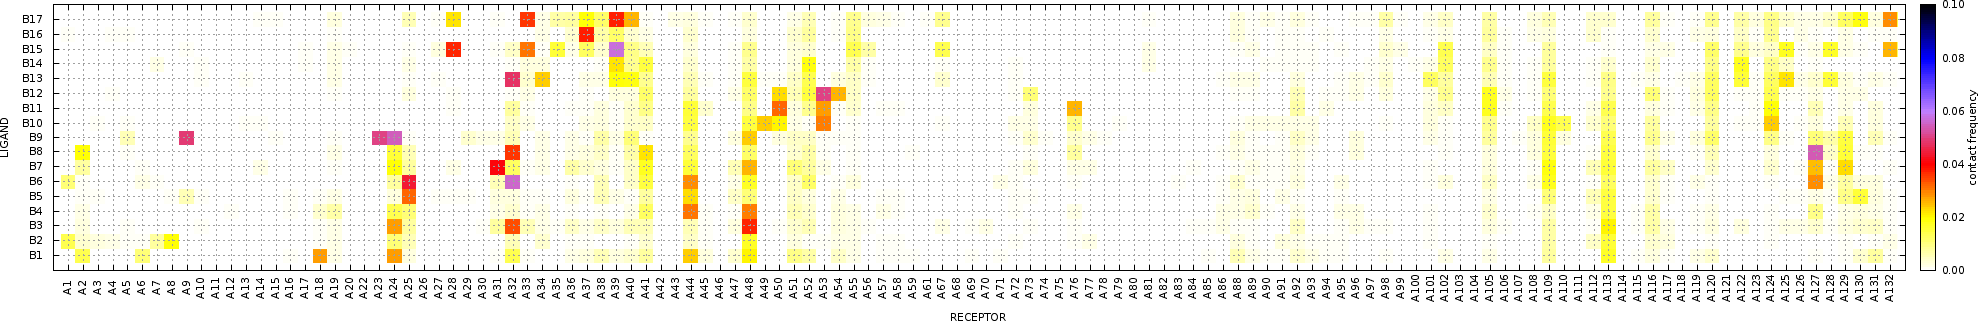 B17
B16
B15
B14
B13
B12
B11
B10
B9
B8
B7
B6
B5
B4
B3
B2
B1
LIGAND
A1 A2 A3 A4 A5 A6 A7 A8 A9 A10 A11 A12 A13 A14 A15 A16 A17 A18 A19 A20 A22 A23 A24 A25 A26 A27 A28 A29 A30 A31 A32 A33 A34 A35 A36 A37 A38 A39 A40 A41 A42 A43 A44 A45 A46 A47 A48 A49 A50 A51 A52 A53 A54 A55 A56 A57 A58 A59 A61 A67 A68 A69 A70 A71 A72 A73 A74 A75 A76 A77 A78 A79 A80 A81 A82 A83 A84 A85 A86 A88 A89 A90 A91 A92 A93 A94 A95 A96 A97 A98 A99 A100 A101 A102 A103 A104 A105 A106 A107 A108 A109 A110 A111 A112 A113 A114 A115 A116 A117 A118 A119 A120 A121 A122 A123 A124 A125 A126 A127 A128 A129 A130 A131 A132
RECEPTOR
0.10
0.08
0.06
0.04
0.02
0.00
contact frequency